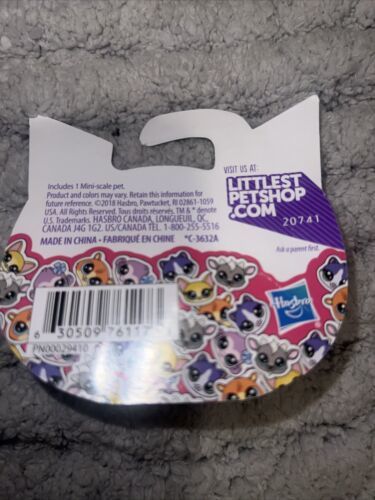 Includes 1 Mini-scale pet.
Product and colors may vary. Retain this information for
future reference. ©2018 Hasbro, Pawtucket, RI 02861-1059
USA. All Rights Reserved. Tous droits réservés. TM & ® denote
U.S. Trademarks. HASBRO CANADA, LONGUEUIL, QC,
CANADA J4G 1G2. US/CANADA TEL. 1-800-255-5516
MADE IN CHINA • FABRIQUÉ EN CHINE *C-3632A
VISIT US AT:
LITTLEST
PETSHOP
.COM
20741
Ask a parent first.
Hasbro
6 30509 76117
PN00029410